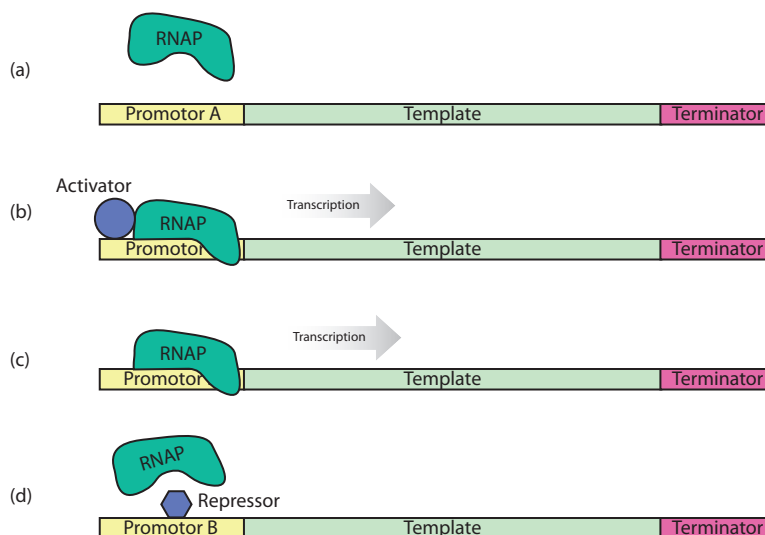 RNAP
(a)
Promotor A Template Terminator
Activator
(b) RNAP Transcription
Promotor Template Terminator
Transcription
(c) RNAP
Promotor Template Terminator
RNAP
(d) Repressor
Promotor B Template Terminator